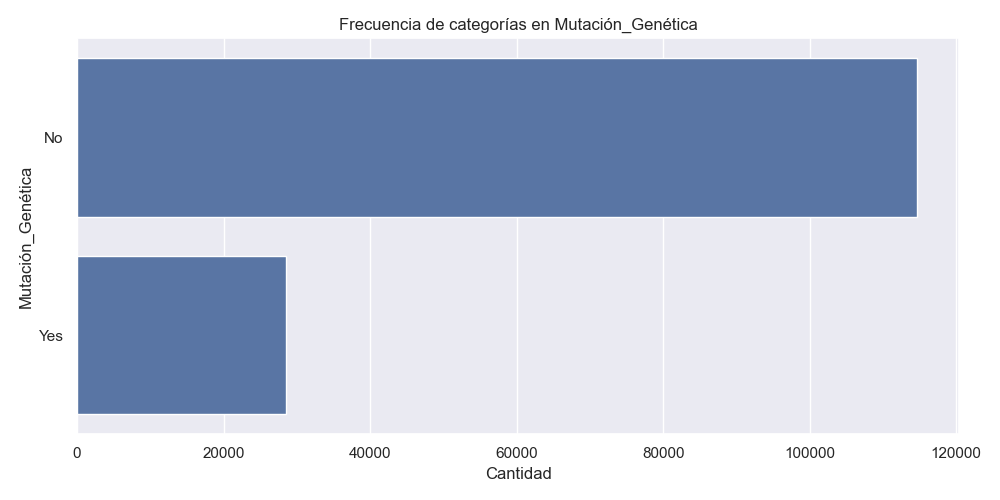 Frecuencia de categorías en Mutación_Genética
Mutación_Genética
No
Yes
0 20000 40000 60000 80000 100000 120000
Cantidad